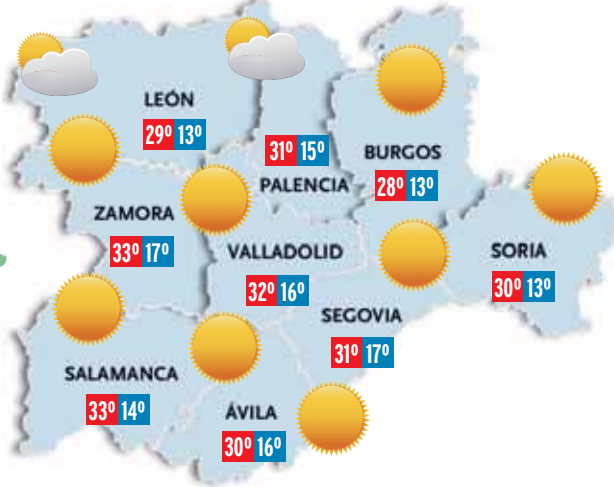 LEÓN
29º 13º
31º 15º
PALENCIA
BURGOS
28º 13º
ZAMORA
33º 17º
VALLADOLID
32º 16º
SORIA
30º 13º
SEGOVIA
31º 17º
SALAMANCA
33º 14º
ÁVILA
30º 16º